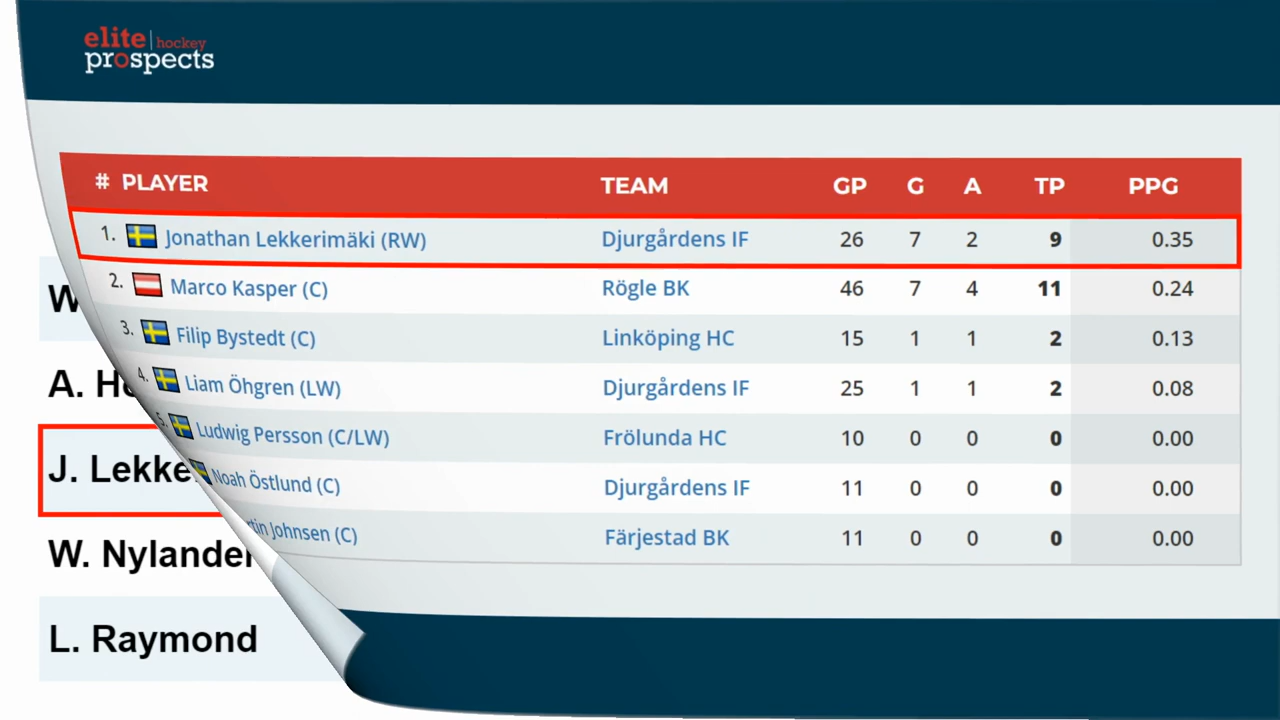 elite hockey
prospects
# PLAYER TEAM GP G A TP PPG
1. Jonathan Lekkerimäki (RW) Djurgårdens IF 26 7 2 9 0.35
2. Marco Kasper (C) Rögle BK 46 7 4 11 0.24
3. Filip Bystedt (C) Linköping HC 15 1 1 2 0.13
4. Liam Öhgren (LW) Djurgårdens IF 25 1 1 2 0.08
5. Ludwig Persson (C/LW) Frölunda HC 10 0 0 0 0.00
Noah Östlund (C) Djurgårdens IF 11 0 0 0 0.00
tin Johnsen (C) Färjestad BK 11 0 0 0 0.00
W
A. H
J. Lekke
W. Nylander
L. Raymond